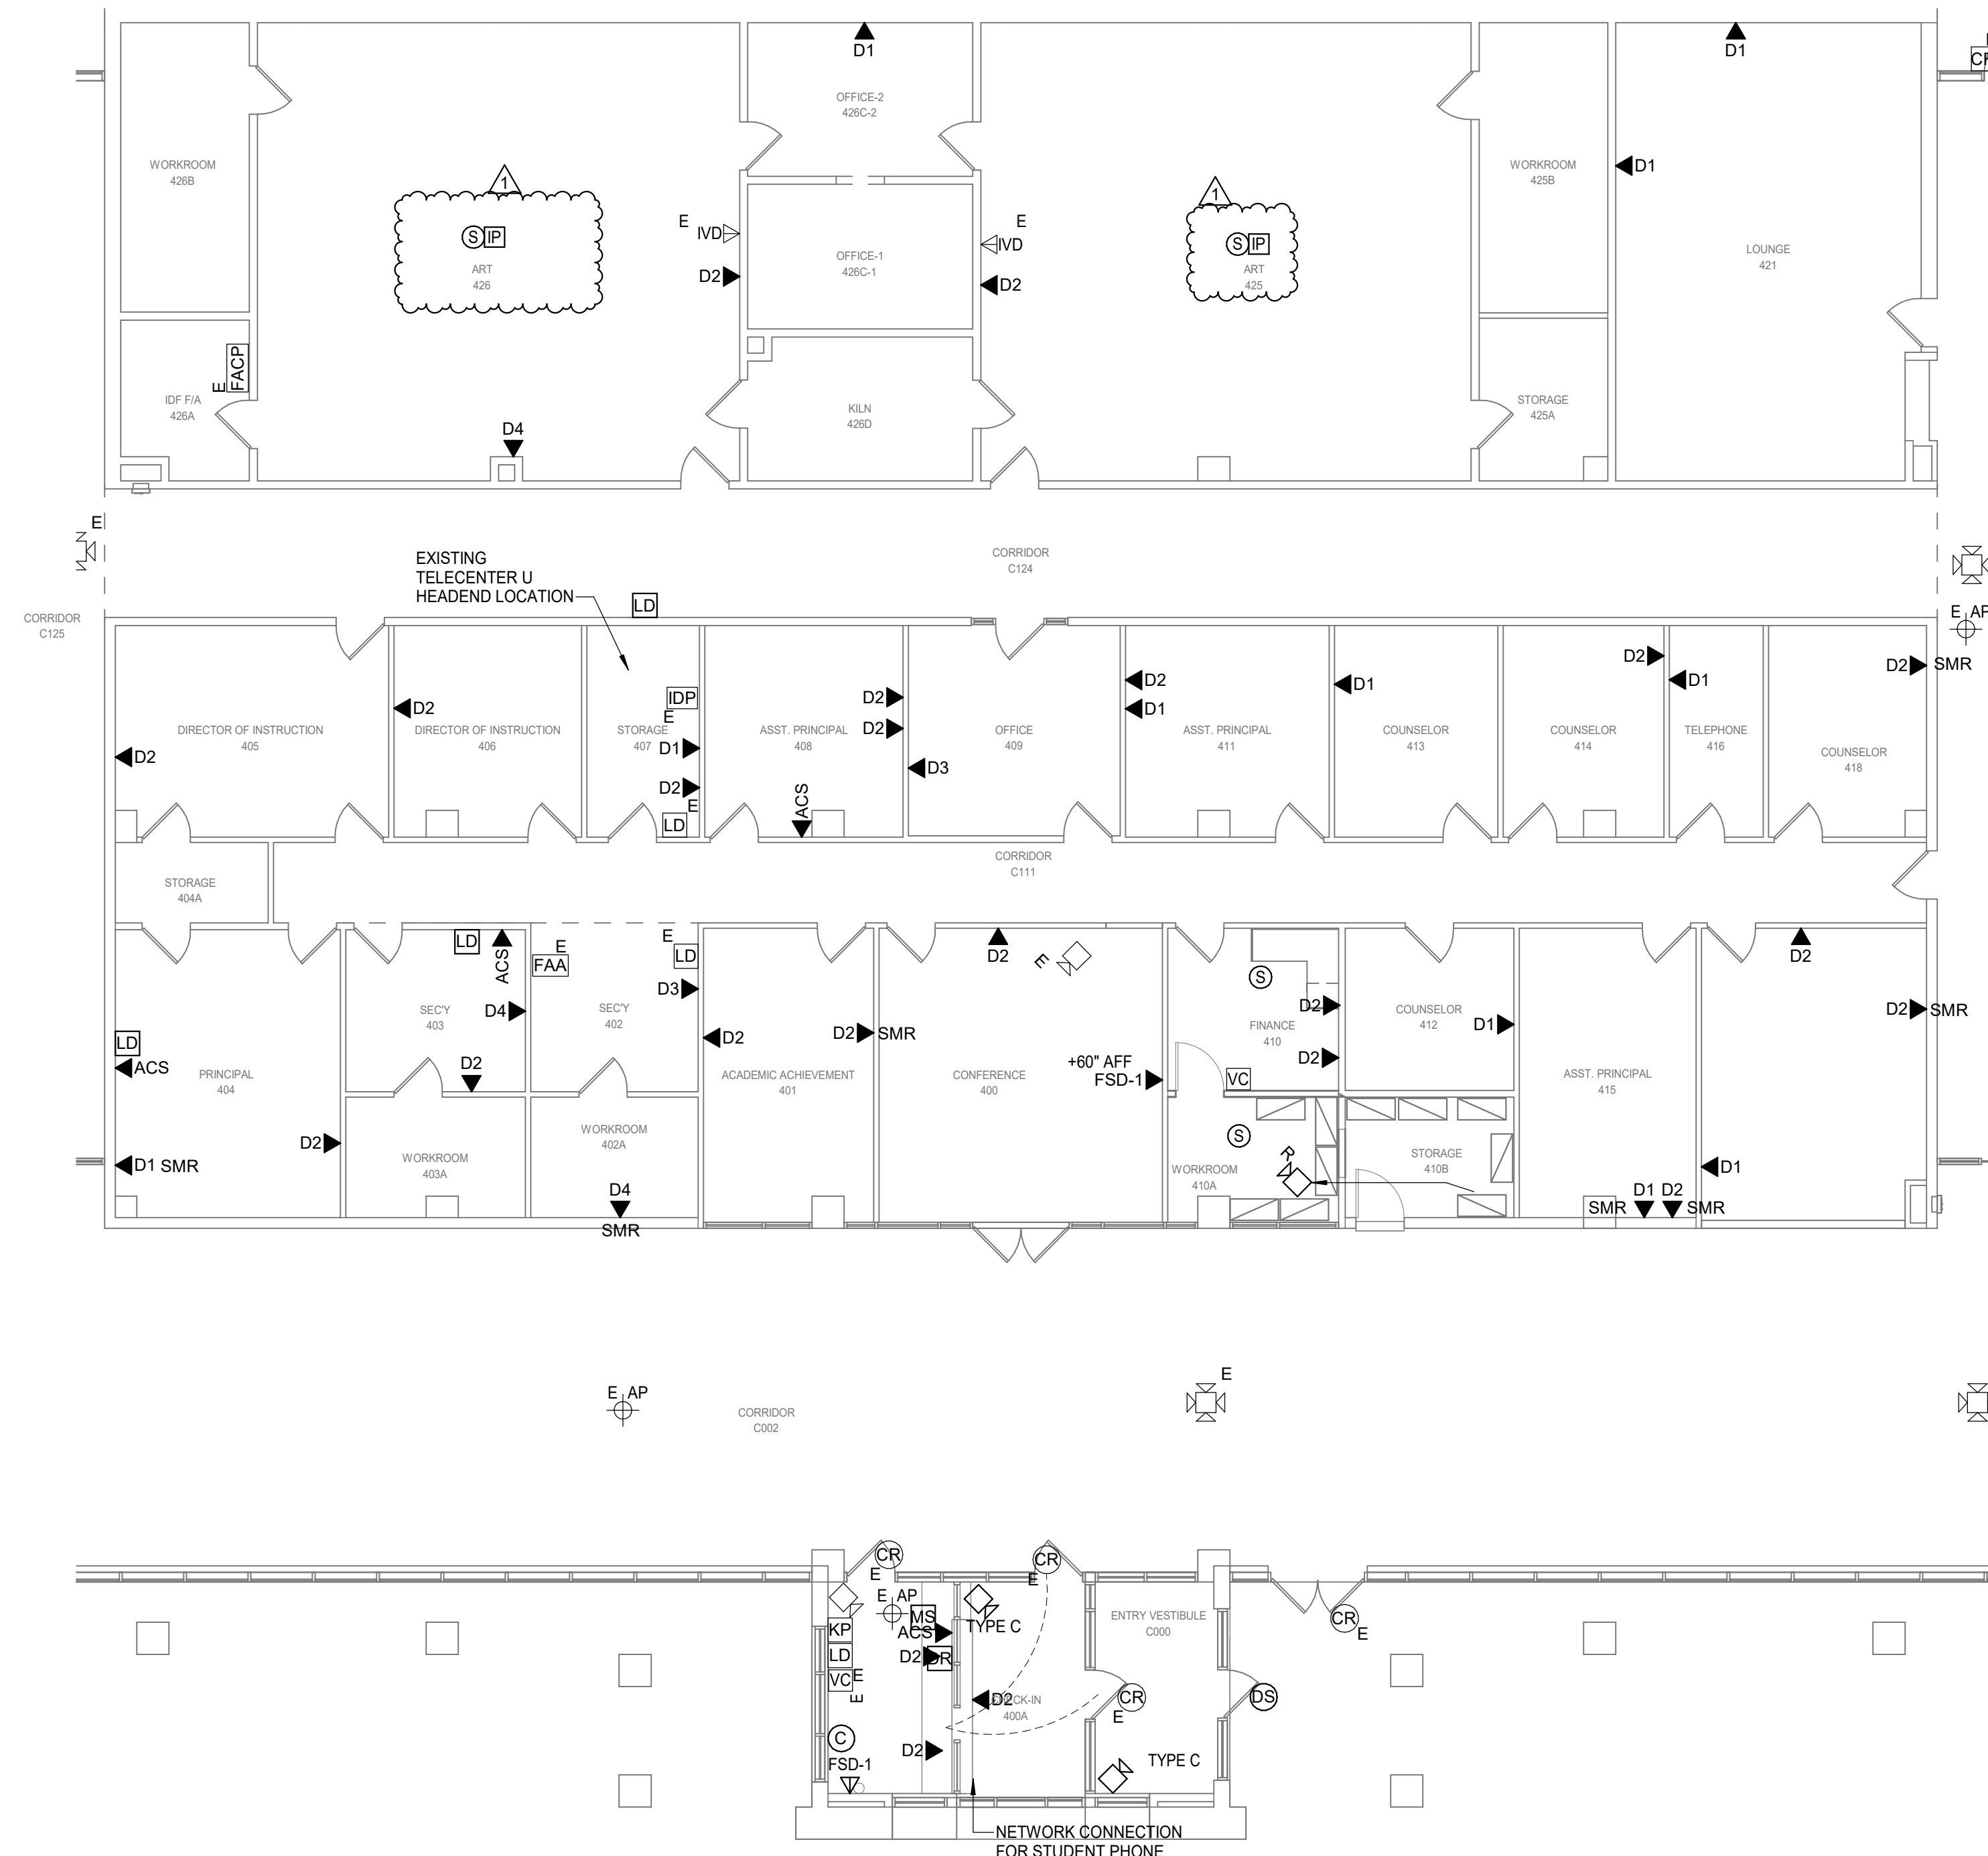 D1
D1
CR
OFFICE-2
426C-2
WORKROOM
426B
WORKROOM
425B
D1
1
1
E
IVD
E
IVD
S IP
S IP
ART
426
ART
425
OFFICE-1
426C-1
LOUNGE
421
D2
D2
FACP
E
IDF F/A
426A
KILN
426D
STORAGE
425A
D4
E
EXISTING
TELECENTER U
HEADEND LOCATION
LD
CORRIDOR
C124
CORRIDOR
C125
E AP
D2
SMR
D2
D1
D2
D1
D1
IDP
E
D2
D2
D2
DIRECTOR OF INSTRUCTION
405
DIRECTOR OF INSTRUCTION
406
STORAGE
407
ASST. PRINCIPAL
408
OFFICE
409
ASST. PRINCIPAL
411
COUNSELOR
413
COUNSELOR
414
TELEPHONE
416
COUNSELOR
418
D2
D1
D2
D3
E
LD
ACS
CORRIDOR
C111
STORAGE
404A
LD
ACS
E
FAA
E
LD
D2
E
S
D2
D3
D4
SEC'Y
403
SEC'Y
402
D2
FINANCE
410
COUNSELOR
412
D1
D2 SMR
D2
D2 SMR
LD
ACS
PRINCIPAL
404
D2
ACADEMIC ACHIEVEMENT
401
CONFERENCE
400
+60" AFF
FSD-1
D2
VC
ASST. PRINCIPAL
415
D2
WORKROOM
403A
WORKROOM
402A
S
R
WORKROOM
410A
STORAGE
410B
D1 SMR
D1
D4
SMR
D1 D2
SMR SMR
E
E AP
CORRIDOR
C002
CR
E
CR
E
E AP
MS
ACS
TYPE C
ENTRY VESTIBULE
C000
CR
E
KP
LD
VC
E
E
D2
DR
D2
CHECK-IN
400A
CR
E
DS
C
FSD-1
D2
TYPE C
NETWORK CONNECTION
FOR STUDENT PHONE